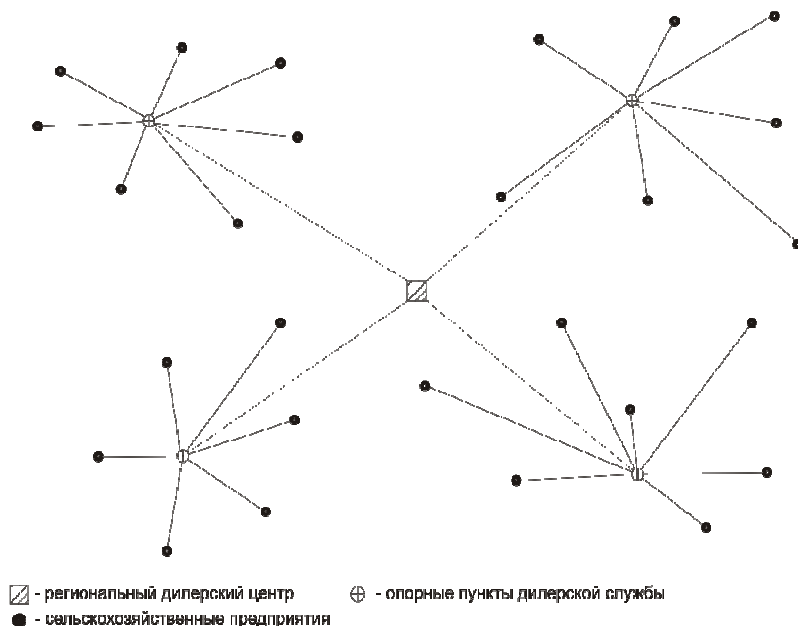 - региональный дилерский центр - опорные пункты дилерской службы
- сельскохозяйственные предприятия